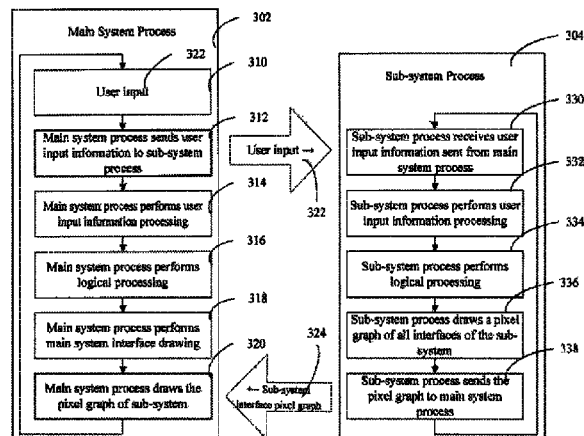 Main System Process
302
322
310
User input
312
Main system process sends user
input information to sub-system
process
314
Main system process performs
user input information processing
316
Main system process performs
logical processing
318
Main system process performs
main system interface drawing
320
Main system process draws the
pixel graph of sub-system
User input →
322
324
← Sub-system
interface pixel graph
304
Sub-system Process
330
Sub-system process receives user
input information sent from main
system process
332
Sub-system process performs user
input information processing
334
Sub-system process performs
logical processing
336
Sub-system process draws a pixel
graph of all interfaces of the sub-
system
338
Sub-system process sends the
pixel graph to main system
process